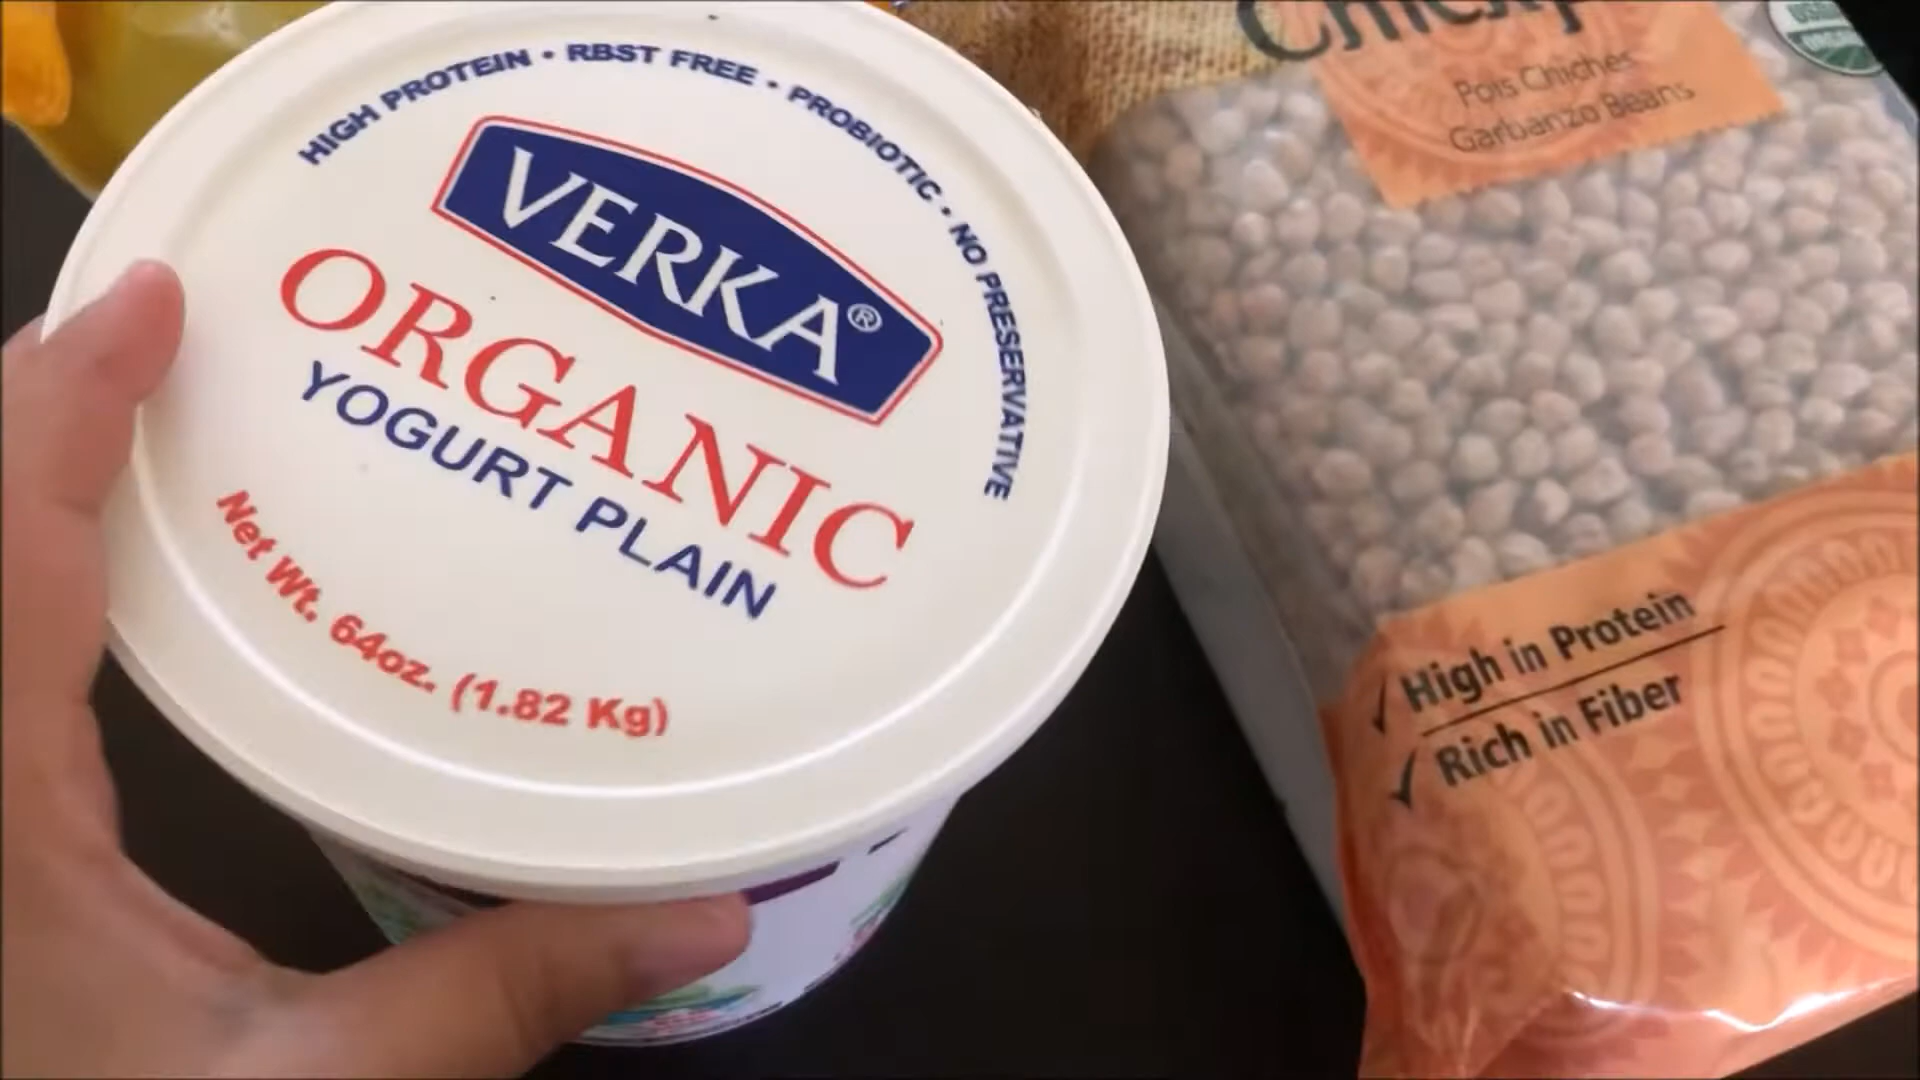 HIGH PROTEIN • RBST FREE • PROBIOTIC • NO PRESERVATIVE
VERKA®
ORGANIC
YOGURT PLAIN
Net Wt. 64oz. (1.82 Kg)
Pois Chiches
Garbanzo Beans
✓ High in Protein
✓ Rich in Fiber